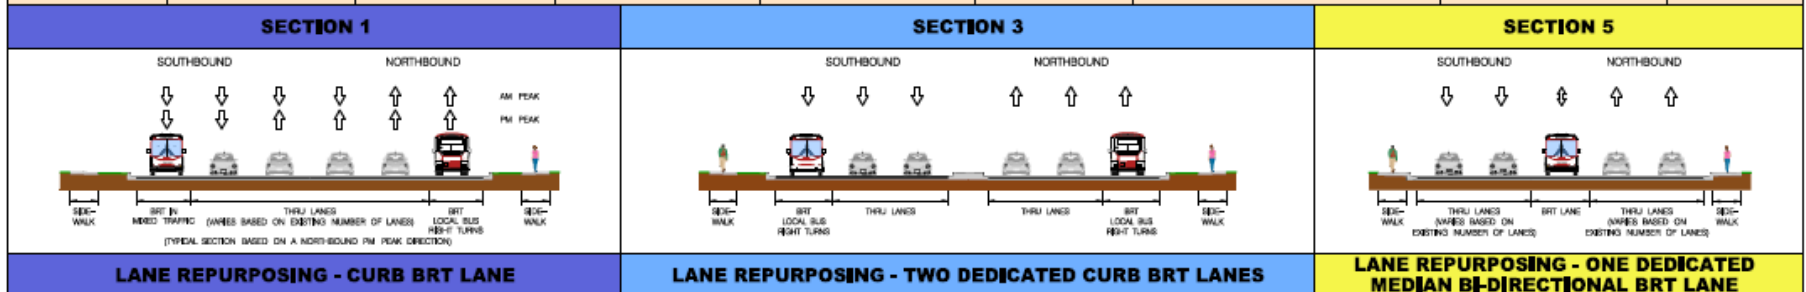 SECTION 1
SOUTHBOUND NORTHBOUND
AM PEAK
PM PEAK
SIDE-
WALK
BRT IN
MIXED TRAFFIC
THRU LANES
(VARIES BASED ON EXISTING NUMBER OF LANES)
BRT
LOCAL BUS
RIGHT TURNS
SIDE-
WALK
(TYPICAL SECTION BASED ON A NORTHBOUND PM PEAK DIRECTION)
LANE REPURPOSING - CURB BRT LANE
SECTION 3
SOUTHBOUND NORTHBOUND
SIDE-
WALK
BRT
LOCAL BUS
RIGHT TURNS
THRU LANES
THRU LANES
BRT
LOCAL BUS
RIGHT TURNS
SIDE-
WALK
LANE REPURPOSING - TWO DEDICATED CURB BRT LANES
SECTION 5
SOUTHBOUND NORTHBOUND
SIDE-
WALK
THRU LANES
(VARIES BASED ON
EXISTING NUMBER OF LANES)
BRT LANE
THRU LANES
(VARIES BASED ON
EXISTING NUMBER OF LANES)
SIDE-
WALK
LANE REPURPOSING - ONE DEDICATED
MEDIAN BI-DIRECTIONAL BRT LANE